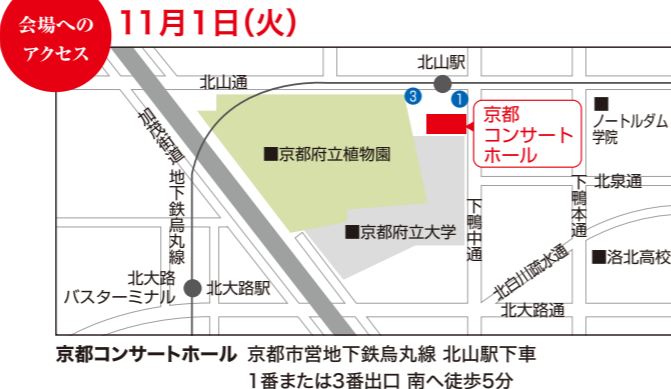 会場への
アクセス
11月1日(火)
北山駅
北山通
❸
❶
京都
コンサート
ホール
■
ノートルダム
学院
加茂街道
■京都府立植物園
地下鉄烏丸線
下鴨中通
下鴨本通
北泉通
■京都府立大学
北白川疏水通
■洛北高校
北大路
バスターミナル
北大路駅
北大路通
京都コンサートホール 京都市営地下鉄烏丸線 北山駅下車
1番または3番出口 南へ徒歩5分